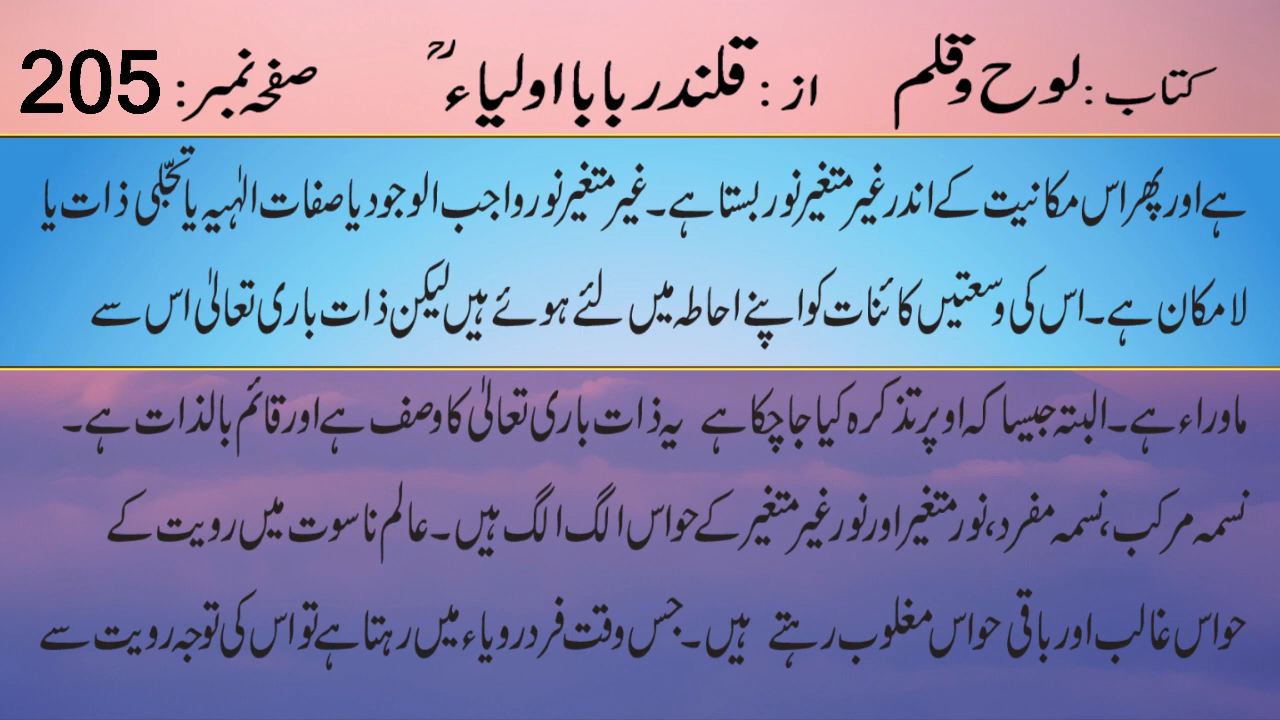 کتاب : لوح و قلم از : قلندر بابا اولیاءؒ صفحہ نمبر: 205
ہے اور پھر اس مکانیت کے اندر غیر متغیر نور بستا ہے۔ غیر متغیر نور واجب الوجود یا صفات الٰہیہ یا تجلّی ذات یا
لامکان ہے۔ اس کی وسعتیں کائنات کو اپنے احاطہ میں لئے ہوئے ہیں لیکن ذات باری تعالیٰ اس سے
ماوراء ہے۔ البتہ جیسا کہ اوپر تذکرہ کیا جا چکا ہے یہ ذات باری تعالیٰ کا وصف ہے اور قائم بالذات ہے۔
نسمہ مرکب، نسمہ مفرد، نور متغیر اور نور غیر متغیر کے حواس الگ الگ ہیں۔ عالم ناسوت میں رویت کے
حواس غالب اور باقی حواس مغلوب رہتے ہیں۔ جس وقت فرد رویاء میں رہتا ہے تو اس کی توجہ رویت سے